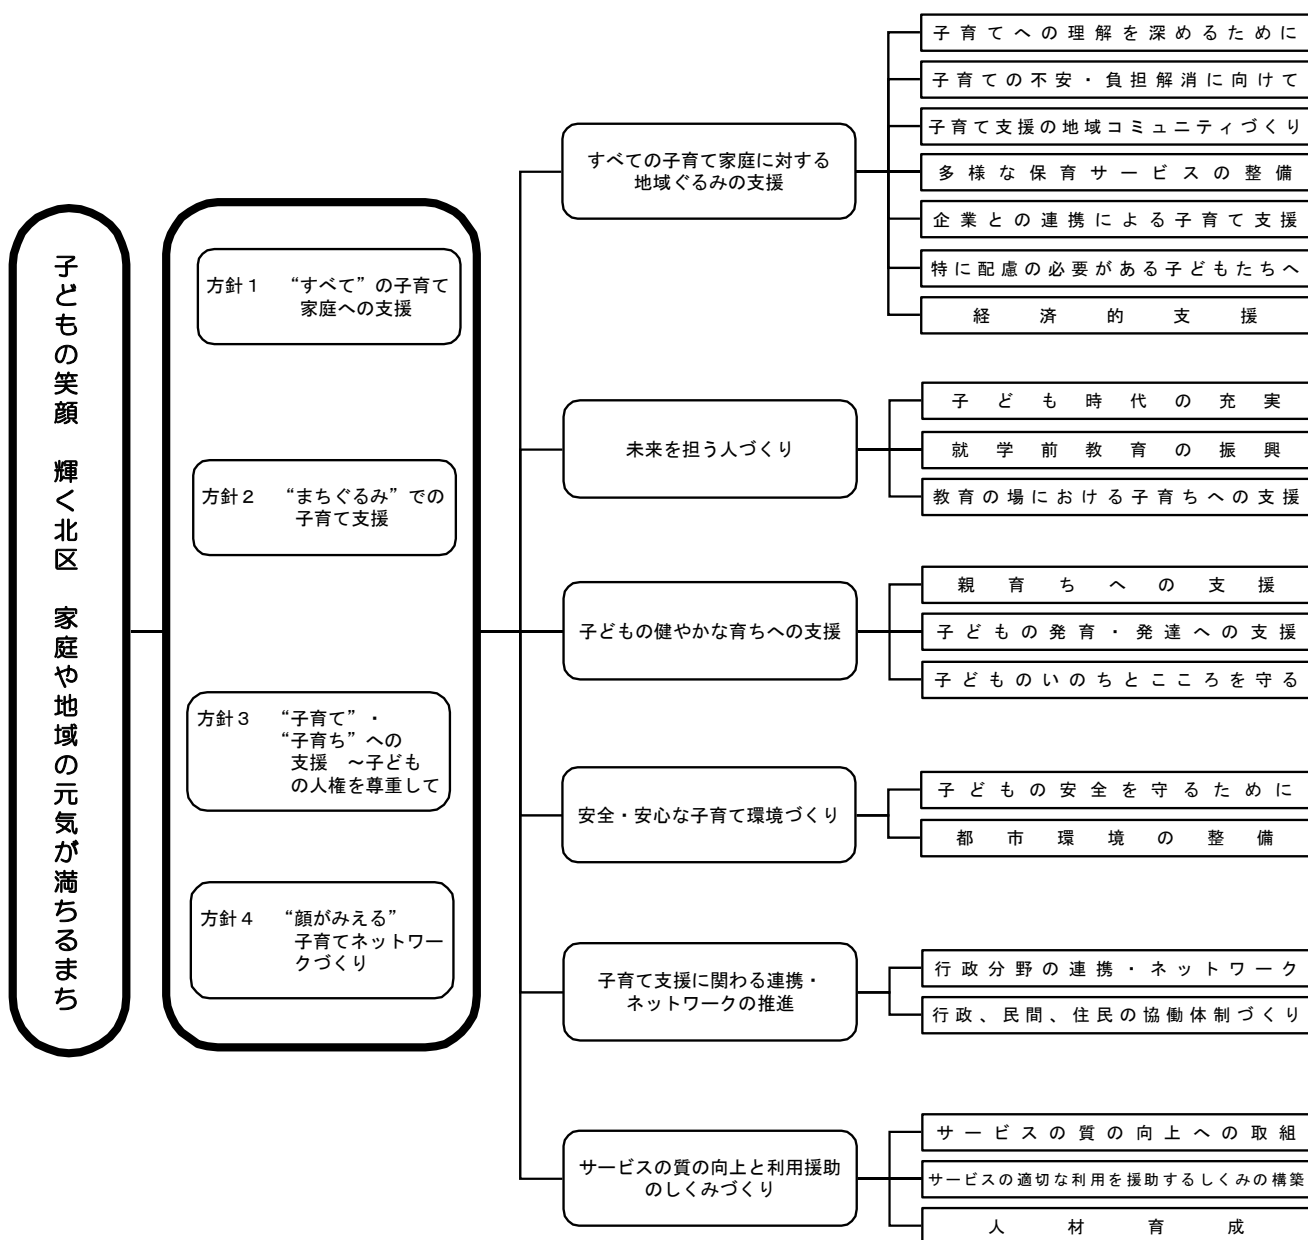 子どもの笑顔　輝く北区　家庭や地域の元気が満ちるまち
方針１　“すべて”の子育て
家庭への支援
方針２　“まちぐるみ”での
子育て支援
方針３　“子育て”・
“子育ち”への
支援　～子ども
の人権を尊重して
方針４　“顔がみえる”
子育てネットワー
クづくり
すべての子育て家庭に対する
地域ぐるみの支援
子育てへの理解を深めるために
子育ての不安・負担解消に向けて
子育て支援の地域コミュニティづくり
多様な保育サービスの整備
企業との連携による子育て支援
特に配慮の必要がある子どもたちへ
経済的支援
未来を担う人づくり
子ども時代の充実
就学前教育の振興
教育の場における子育ちへの支援
子どもの健やかな育ちへの支援
親育ちへの支援
子どもの発育・発達への支援
子どものいのちとこころを守る
安全・安心な子育て環境づくり
子どもの安全を守るために
都市環境の整備
子育て支援に関わる連携・
ネットワークの推進
行政分野の連携・ネットワーク
行政、民間、住民の協働体制づくり
サービスの質の向上と利用援助
のしくみづくり
サービスの質の向上への取組
サービスの適切な利用を援助するしくみの構築
人材育成